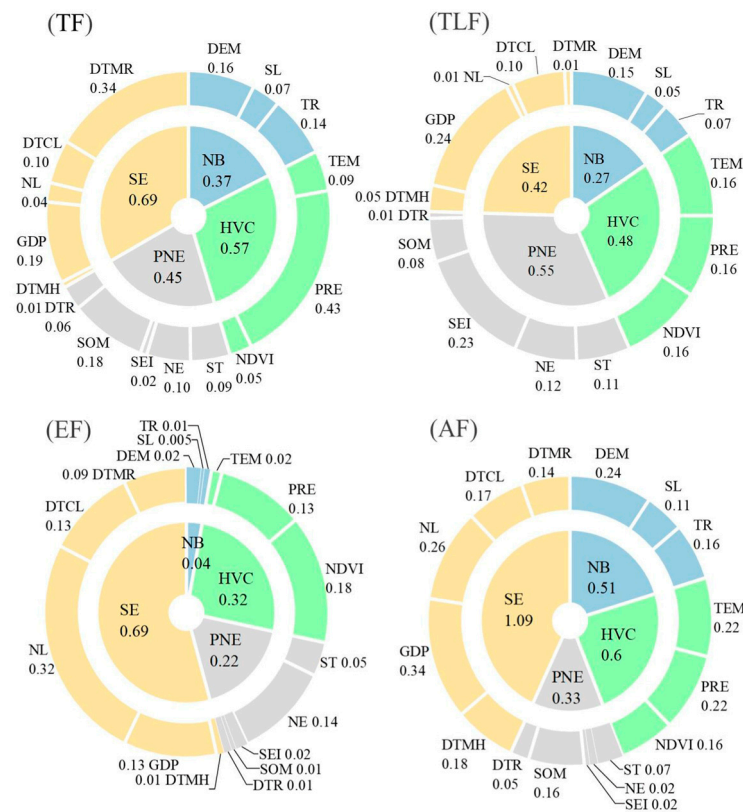 (TF)
DEM
0.16
SL
0.07
TR
0.14
TEM
0.09
PRE
0.43
NDVI
0.05
ST
0.09
NE
0.10
SEI
0.02
SOM
0.18
DTR
0.06
DTMH
0.01
GDP
0.19
NL
0.04
DTCL
0.10
DTMR
0.34
NB
0.37
HVC
0.57
PNE
0.45
SE
0.69
(TLF)
DEM
0.15
SL
0.05
TR
0.07
TEM
0.16
PRE
0.16
NDVI
0.16
ST
0.11
NE
0.12
SEI
0.23
SOM
0.08
0.01 DTR
0.05 DTMH
GDP
0.24
0.01 NL
DTCL
0.10
DTMR
0.01
NB
0.27
HVC
0.48
PNE
0.55
SE
0.42
(EF)
TR 0.01
SL 0.005
DEM 0.02
TEM 0.02
PRE
0.13
NDVI
0.18
ST 0.05
NE 0.14
SEI 0.02
SOM 0.01
DTR 0.01
0.01 DTMH
0.13 GDP
NL
0.32
DTCL
0.13
0.09 DTMR
NB
0.04
HVC
0.32
PNE
0.22
SE
0.69
(AF)
DEM
0.24
SL
0.11
TR
0.16
TEM
0.22
PRE
0.22
NDVI 0.16
ST 0.07
NE 0.02
SEI 0.02
SOM
0.16
DTR
0.05
DTMH
0.18
GDP
0.34
NL
0.26
DTCL
0.17
DTMR
0.14
NB
0.51
HVC
0.6
PNE
0.33
SE
1.09